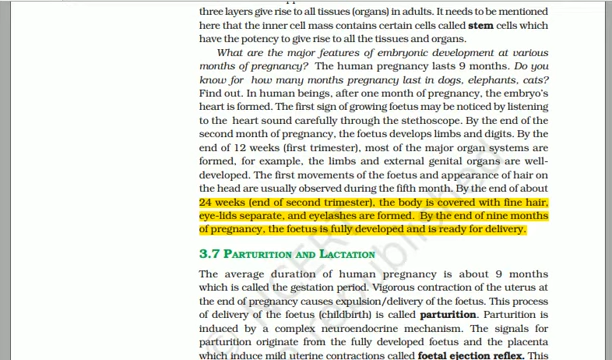 three layers give rise to all tissues (organs) in adults. It needs to be mentioned
here that the inner cell mass contains certain cells called stem cells which
have the potency to give rise to all the tissues and organs.
What are the major features of embryonic development at various
months of pregnancy? The human pregnancy lasts 9 months. Do you
know for how many months pregnancy last in dogs, elephants, cats?
Find out. In human beings, after one month of pregnancy, the embryo's
heart is formed. The first sign of growing foetus may be noticed by listening
to the heart sound carefully through the stethoscope. By the end of the
second month of pregnancy, the foetus develops limbs and digits. By the
end of 12 weeks (first trimester), most of the major organ systems are
formed, for example, the limbs and external genital organs are well-
developed. The first movements of the foetus and appearance of hair on
the head are usually observed during the fifth month. By the end of about
24 weeks (end of second trimester), the body is covered with fine hair,
eye-lids separate, and eyelashes are formed. By the end of nine months
of pregnancy, the foetus is fully developed and is ready for delivery.
3.7 PARTURITION AND LACTATION
The average duration of human pregnancy is about 9 months
which is called the gestation period. Vigorous contraction of the uterus at
the end of pregnancy causes expulsion/delivery of the foetus. This process
of delivery of the foetus (childbirth) is called parturition. Parturition is
induced by a complex neuroendocrine mechanism. The signals for
parturition originate from the fully developed foetus and the placenta
which induce mild uterine contractions called foetal ejection reflex. This